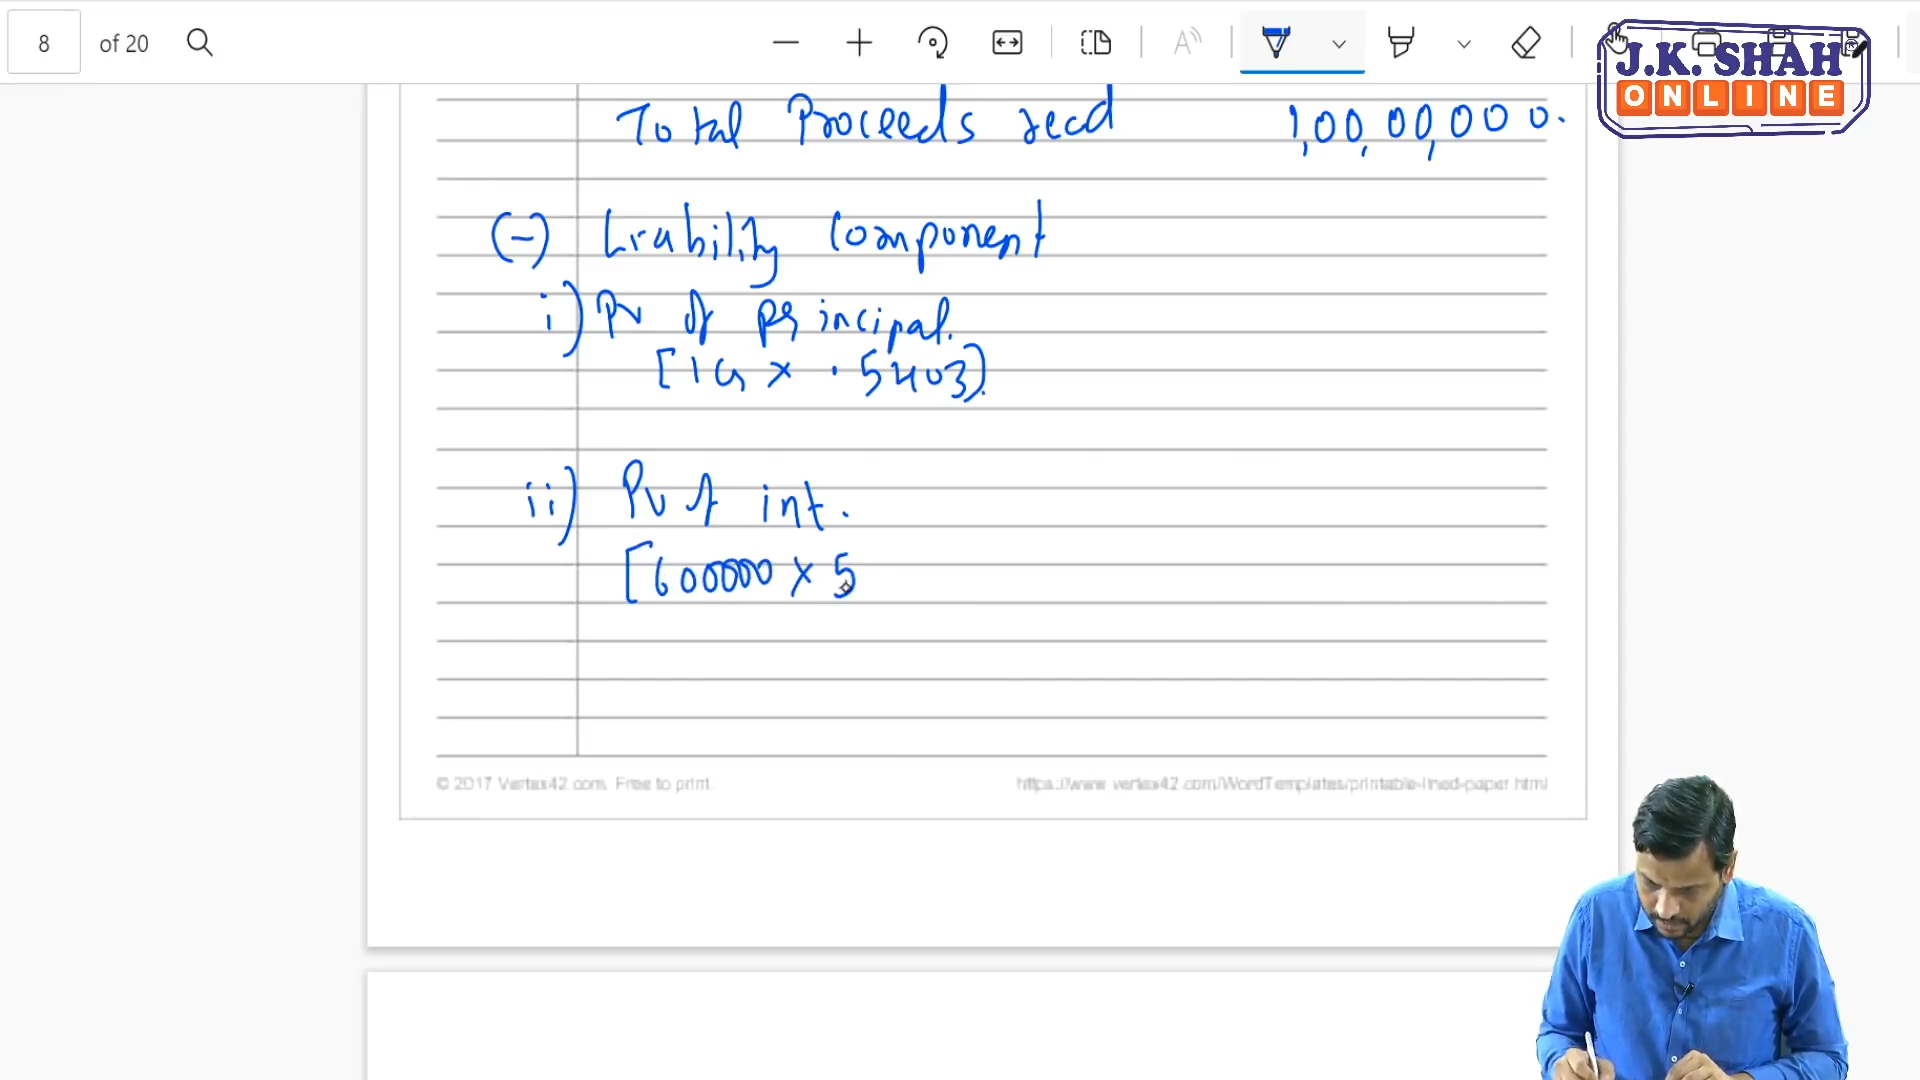 8 of 20
J.K. SHAH
ONLINE
Total Proceeds recd 1,00,00,000.
(-) Liability Component
i) PV of principal.
[1Cr x .5403].
ii) PV of int.
[600000 x 5
© 2017 Vertex42.com. Free to print.
https://www.vertex42.com/WordTemplates/printable-lined-paper.html